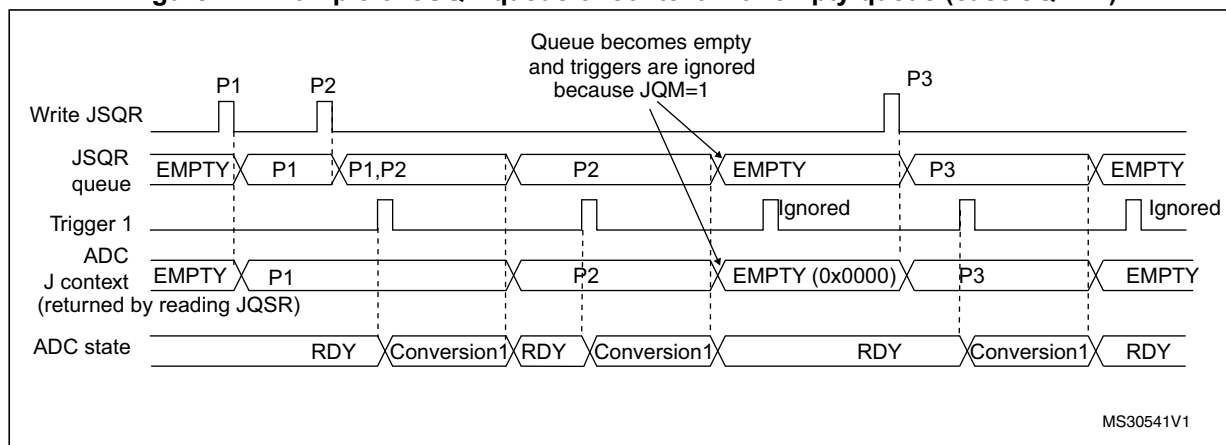 Queue becomes empty
and triggers are ignored
because JQM=1
P1
P2
P3
Write JSQR
JSQR
queue
EMPTY
P1
P1,P2
P2
EMPTY
P3
EMPTY
Trigger 1
Ignored
Ignored
ADC
J context
(returned by reading JQSR)
EMPTY
P1
P2
EMPTY (0x0000)
P3
EMPTY
ADC state
RDY
Conversion1
RDY
Conversion1
RDY
Conversion1
RDY
MS30541V1